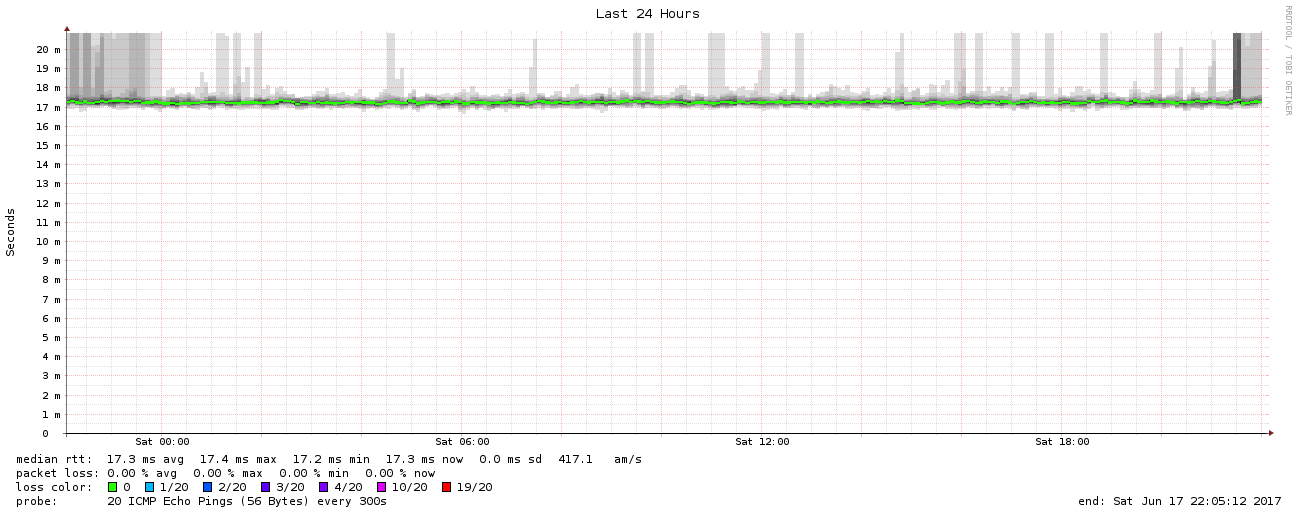 Last 24 Hours
RRDTOOL / TOBI OETIKER
Seconds
20 m
19 m
18 m
17 m
16 m
15 m
14 m
13 m
12 m
11 m
10 m
9 m
8 m
7 m
6 m
5 m
4 m
3 m
2 m
1 m
0
Sat 00:00 Sat 06:00 Sat 12:00 Sat 18:00
median rtt: 17.3 ms avg 17.4 ms max 17.2 ms min 17.3 ms now 0.0 ms sd 417.1 am/s
packet loss: 0.00 % avg 0.00 % max 0.00 % min 0.00 % now
loss color: 0 1/20 2/20 3/20 4/20 10/20 19/20
probe: 20 ICMP Echo Pings (56 Bytes) every 300s end: Sat Jun 17 22:05:12 2017